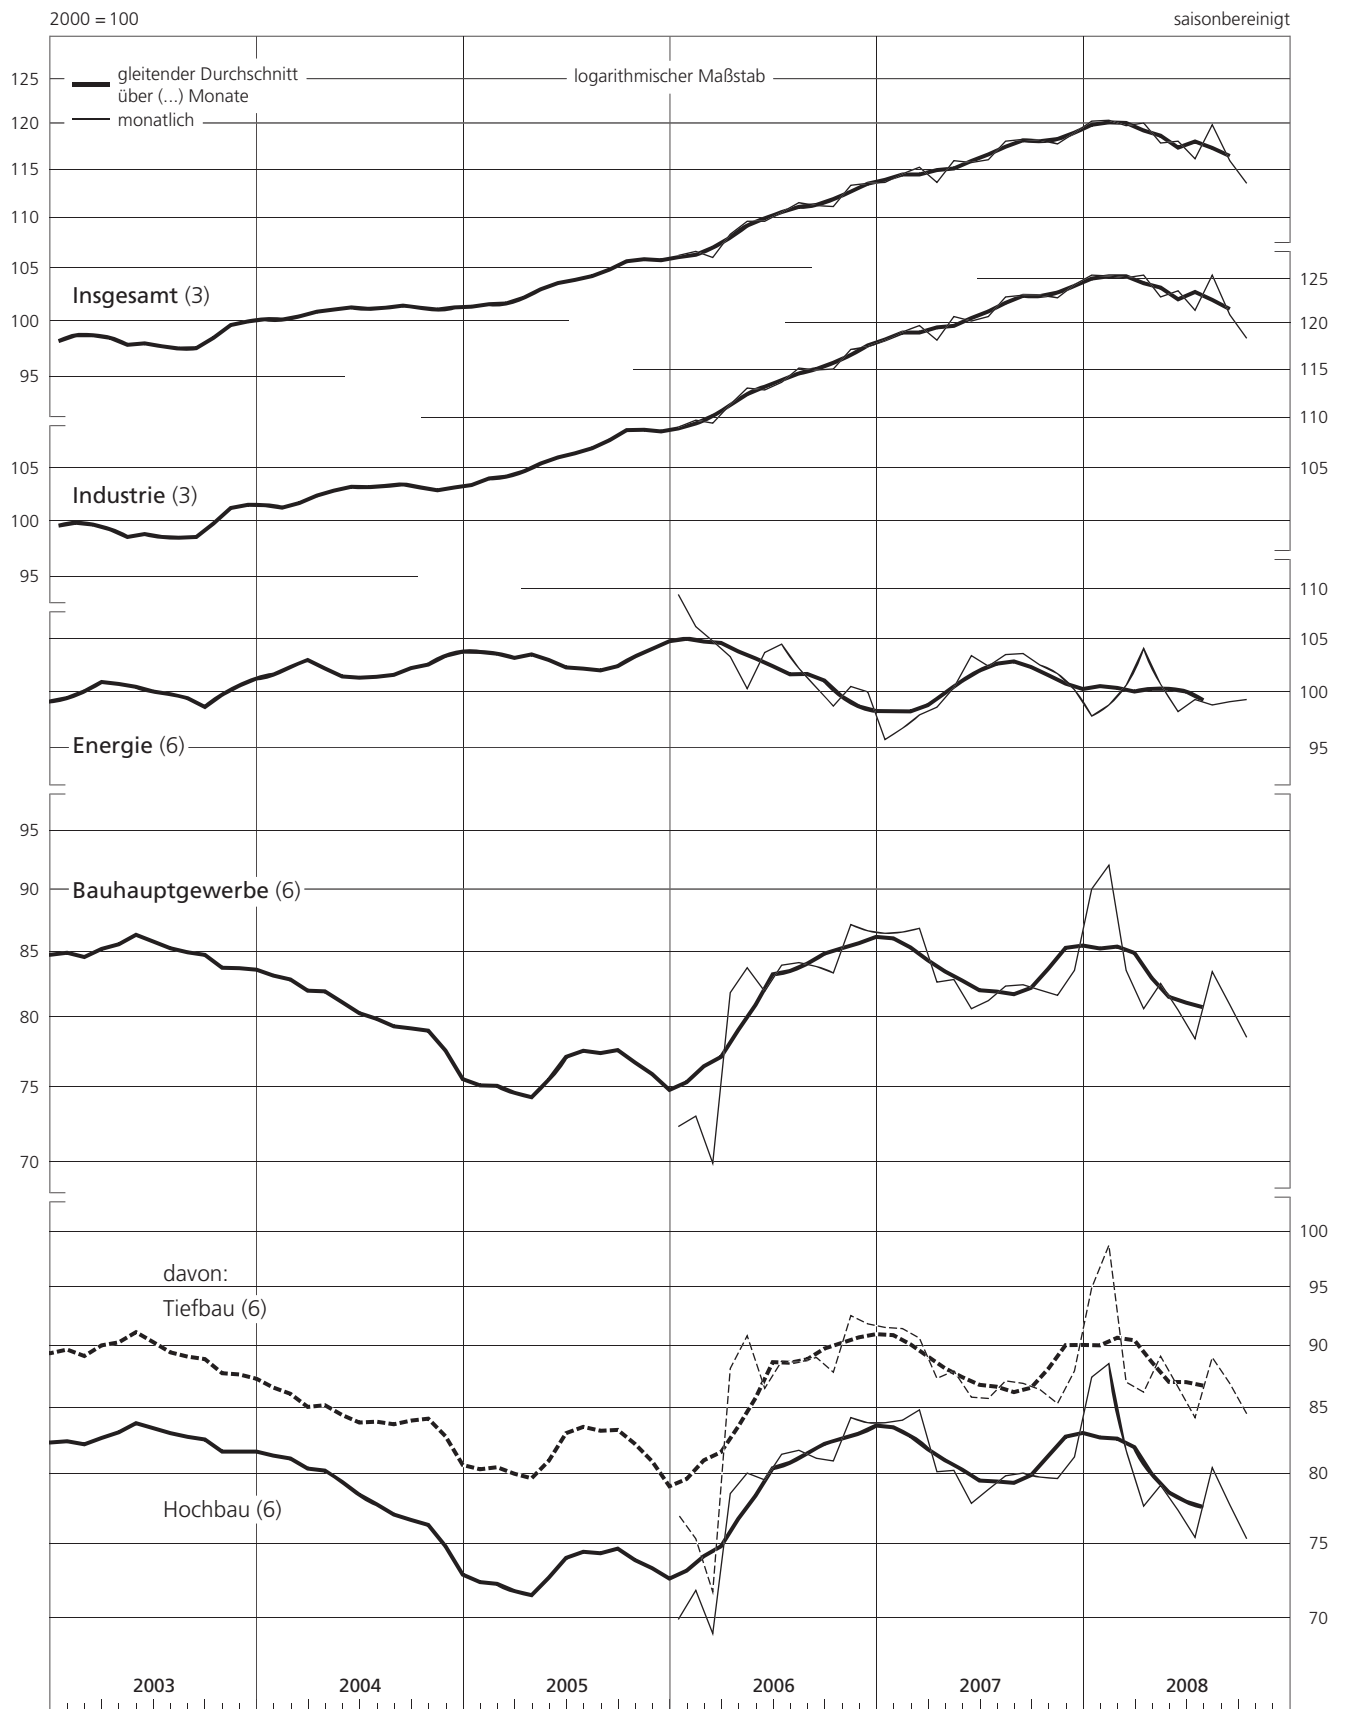 2000 = 100
saisonbereinigt
gleitender Durchschnitt
über (...) Monate
monatlich
logarithmischer Maßstab
125
120
115
110
105
100
95
Insgesamt (3)
125
120
115
110
105
105
100
95
Industrie (3)
110
105
100
95
Energie (6)
95
90
85
80
75
70
Bauhauptgewerbe (6)
davon:
Tiefbau (6)
Hochbau (6)
100
95
90
85
80
75
70
2003 2004 2005 2006 2007 2008